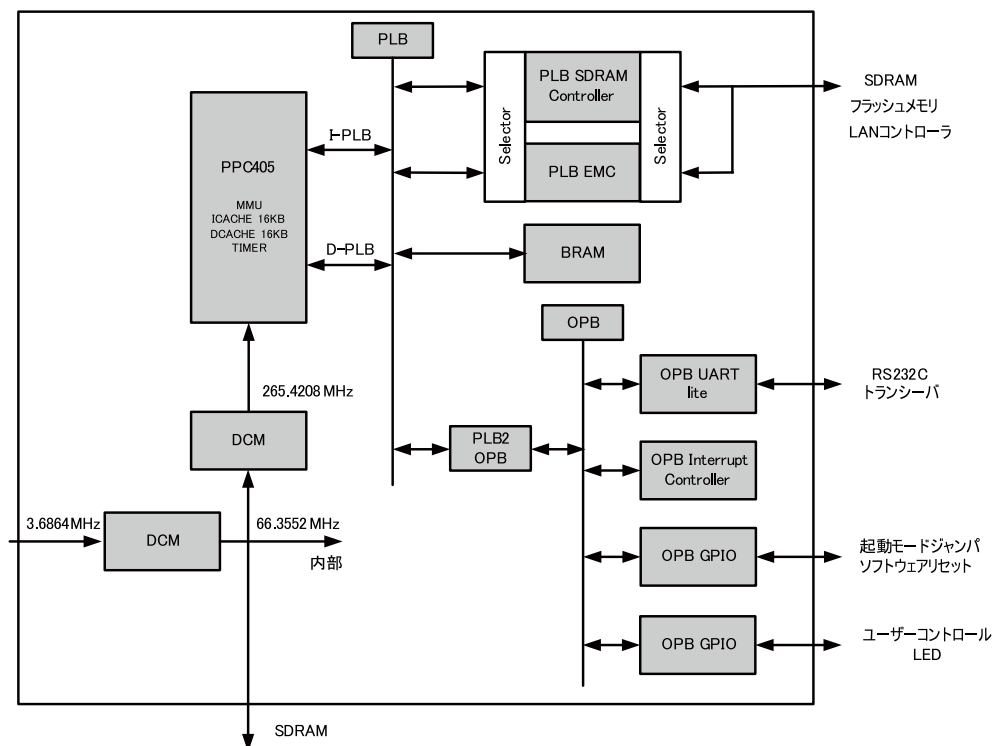 PLB
PLB SDRAM
Controller
Selector
Selector
PLB EMC
SDRAM
フラッシュメモリ
LANコントローラ
I-PLB
PPC405
MMU
ICACHE 16KB
DCACHE 16KB
TIMER
D-PLB
BRAM
OPB
OPB UART
lite
RS232C
トランシーバ
265.4208 MHz
DCM
PLB2
OPB
OPB Interrupt
Controller
3.6864MHz
DCM
66.3552 MHz
内部
OPB GPIO
起動モードジャンパ
ソフトウェアリセット
OPB GPIO
ユーザーコントロール
LED
SDRAM